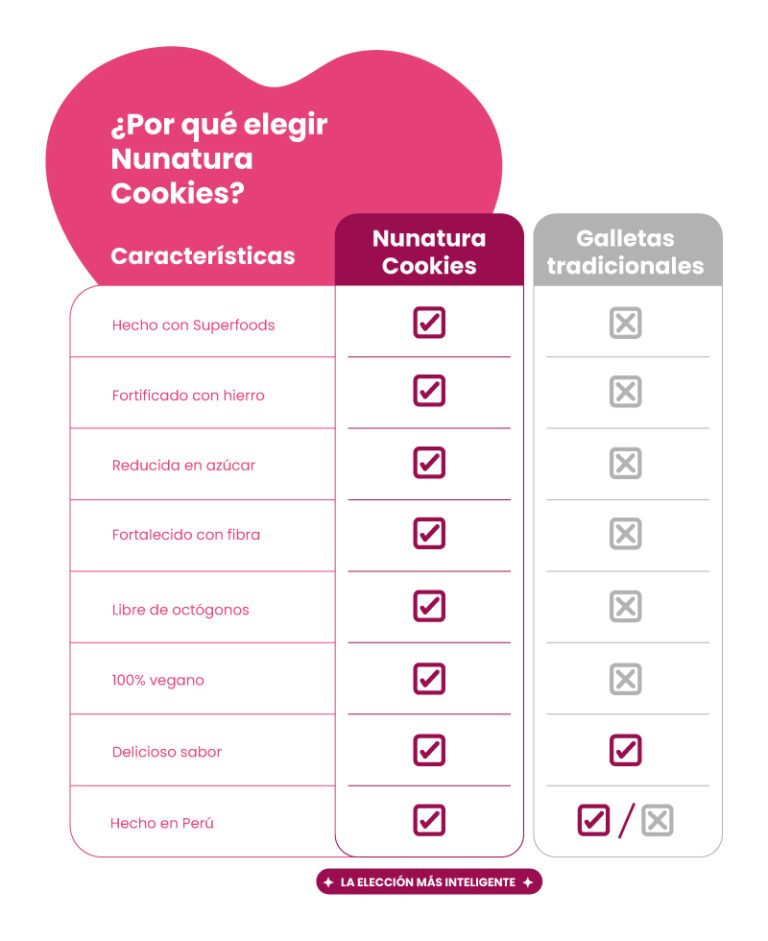 ¿Por qué elegir
Nunatura
Cookies?
Características
Nunatura
Cookies
Galletas
tradicionales
Hecho con Superfoods
Fortificado con hierro
Reducida en azúcar
Fortalecido con fibra
Libre de octógonos
100% vegano
Delicioso sabor
Hecho en Perú
LA ELECCIÓN MÁS INTELIGENTE